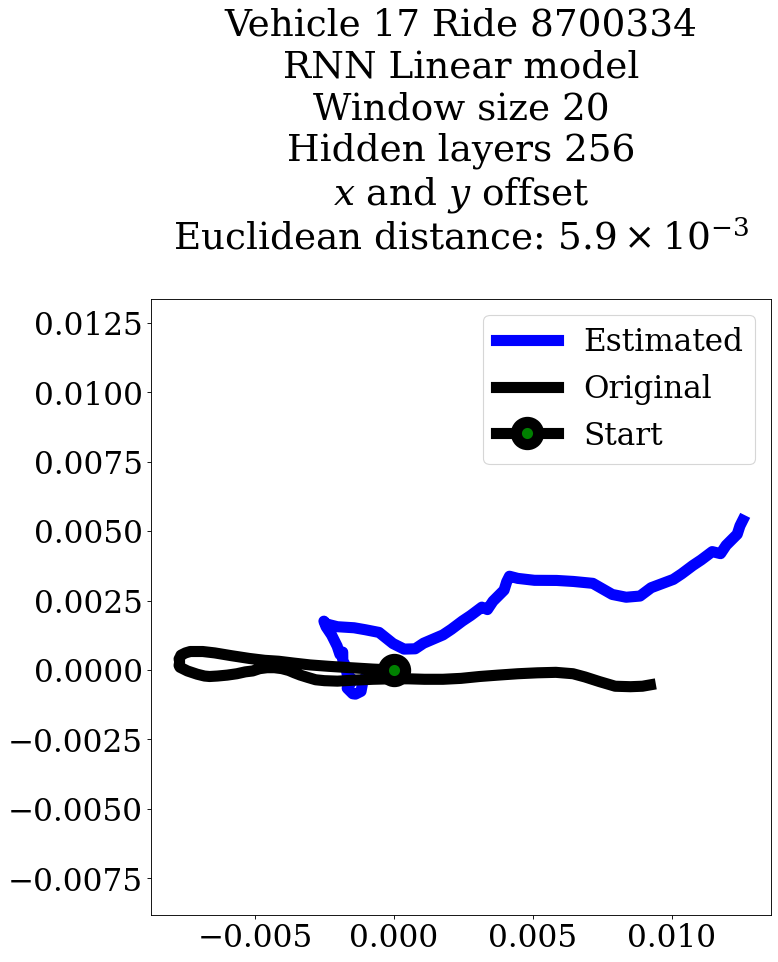 Vehicle 17 Ride 8700334
RNN Linear model
Window size 20
Hidden layers 256
x and y offset
Euclidean distance: 5.9 × 10⁻³
Estimated
Original
Start
0.0125
0.0100
0.0075
0.0050
0.0025
0.0000
−0.0025
−0.0050
−0.0075
−0.005 0.000 0.005 0.010